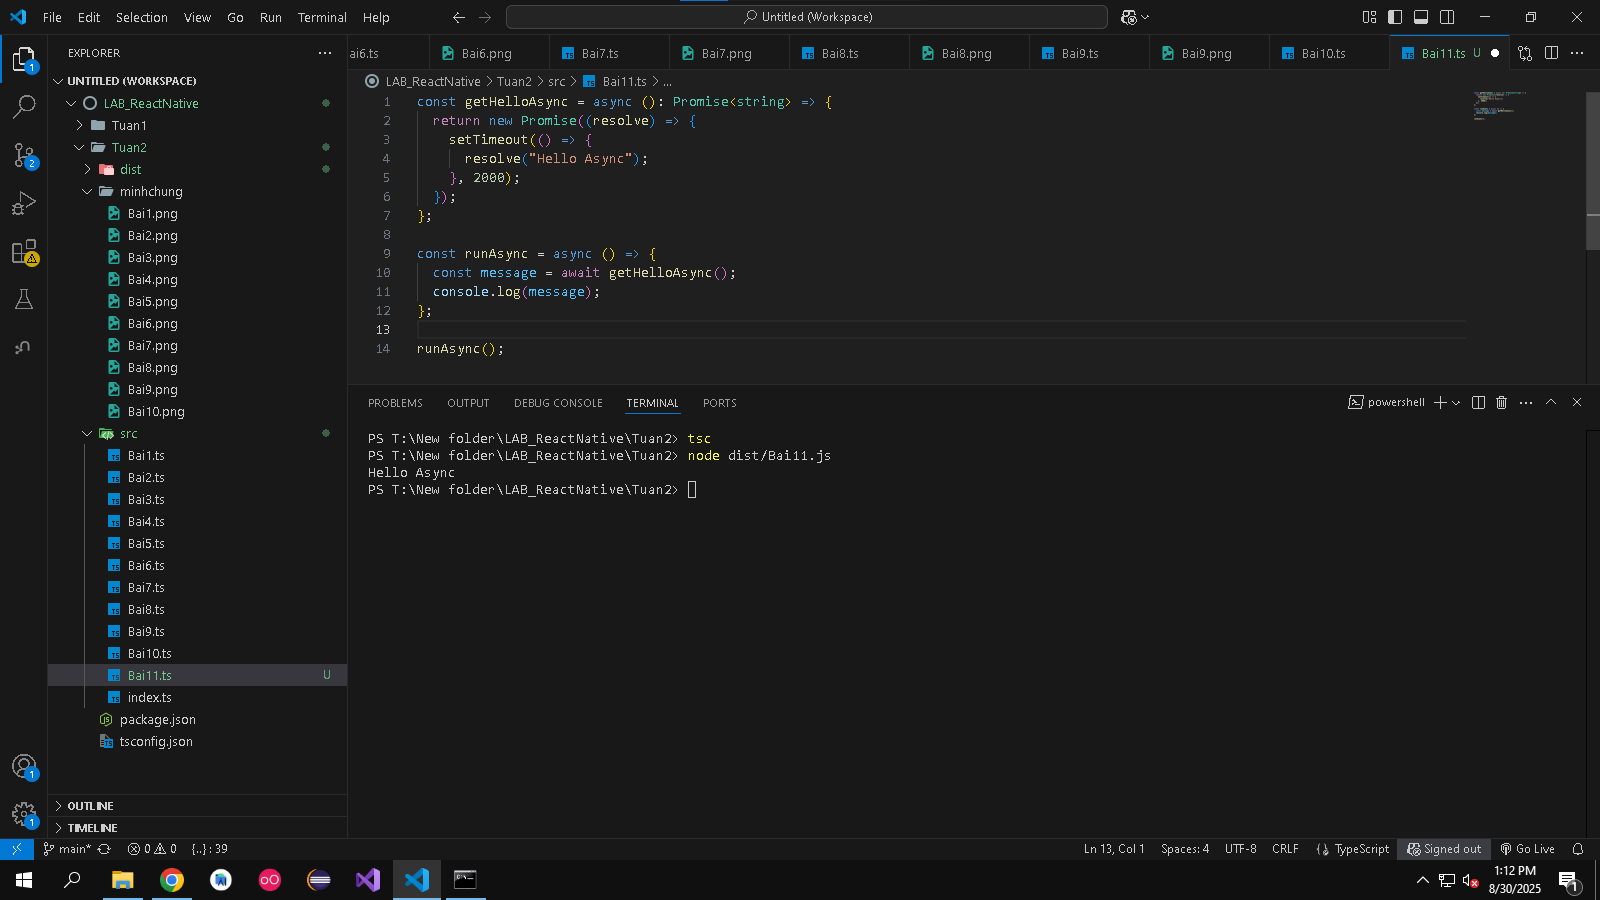 File Edit Selection View Go Run Terminal Help
Untitled (Workspace)
EXPLORER
ai6.ts Bai6.png Bai7.ts Bai7.png Bai8.ts Bai8.png Bai9.ts Bai9.png Bai10.ts Bai11.ts U
UNTITLED (WORKSPACE)
LAB_ReactNative
Tuan1
Tuan2
dist
minhchung
Bai1.png
Bai2.png
Bai3.png
Bai4.png
Bai5.png
Bai6.png
Bai7.png
Bai8.png
Bai9.png
Bai10.png
src
Bai1.ts
Bai2.ts
Bai3.ts
Bai4.ts
Bai5.ts
Bai6.ts
Bai7.ts
Bai8.ts
Bai9.ts
Bai10.ts
Bai11.ts U
index.ts
package.json
tsconfig.json
OUTLINE
TIMELINE
1
2
1
1
LAB_ReactNative > Tuan2 > src > Bai11.ts > ...
1 const getHelloAsync = async (): Promise<string> => {
2 return new Promise((resolve) => {
3 setTimeout(() => {
4 resolve("Hello Async");
5 }, 2000);
6 });
7 };
8
9 const runAsync = async () => {
10 const message = await getHelloAsync();
11 console.log(message);
12 };
13
14 runAsync();
PROBLEMS OUTPUT DEBUG CONSOLE TERMINAL PORTS
powershell
PS T:\New folder\LAB_ReactNative\Tuan2> tsc
PS T:\New folder\LAB_ReactNative\Tuan2> node dist/Bai11.js
Hello Async
PS T:\New folder\LAB_ReactNative\Tuan2>
main* 0 0 {..} : 39
Ln 13, Col 1 Spaces: 4 UTF-8 CRLF TypeScript Signed out Go Live
1:12 PM
8/30/2025
1